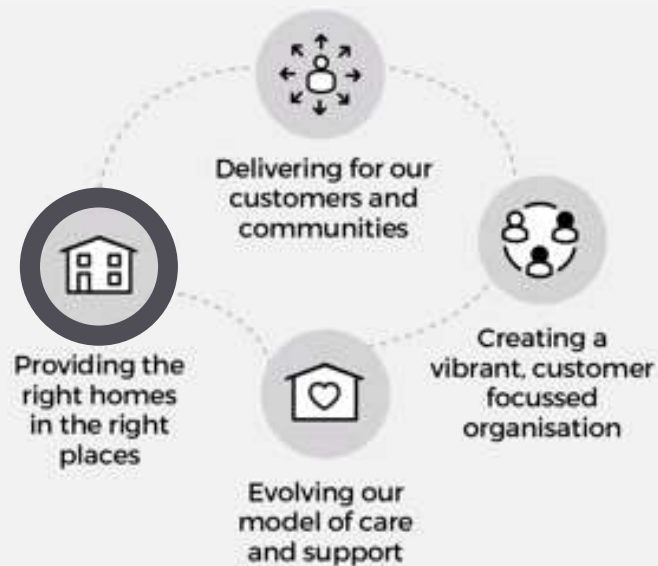 Delivering for our
customers and
communities
Providing the
right homes
in the right
places
Creating a
vibrant, customer
focussed
organisation
Evolving our
model of care
and support